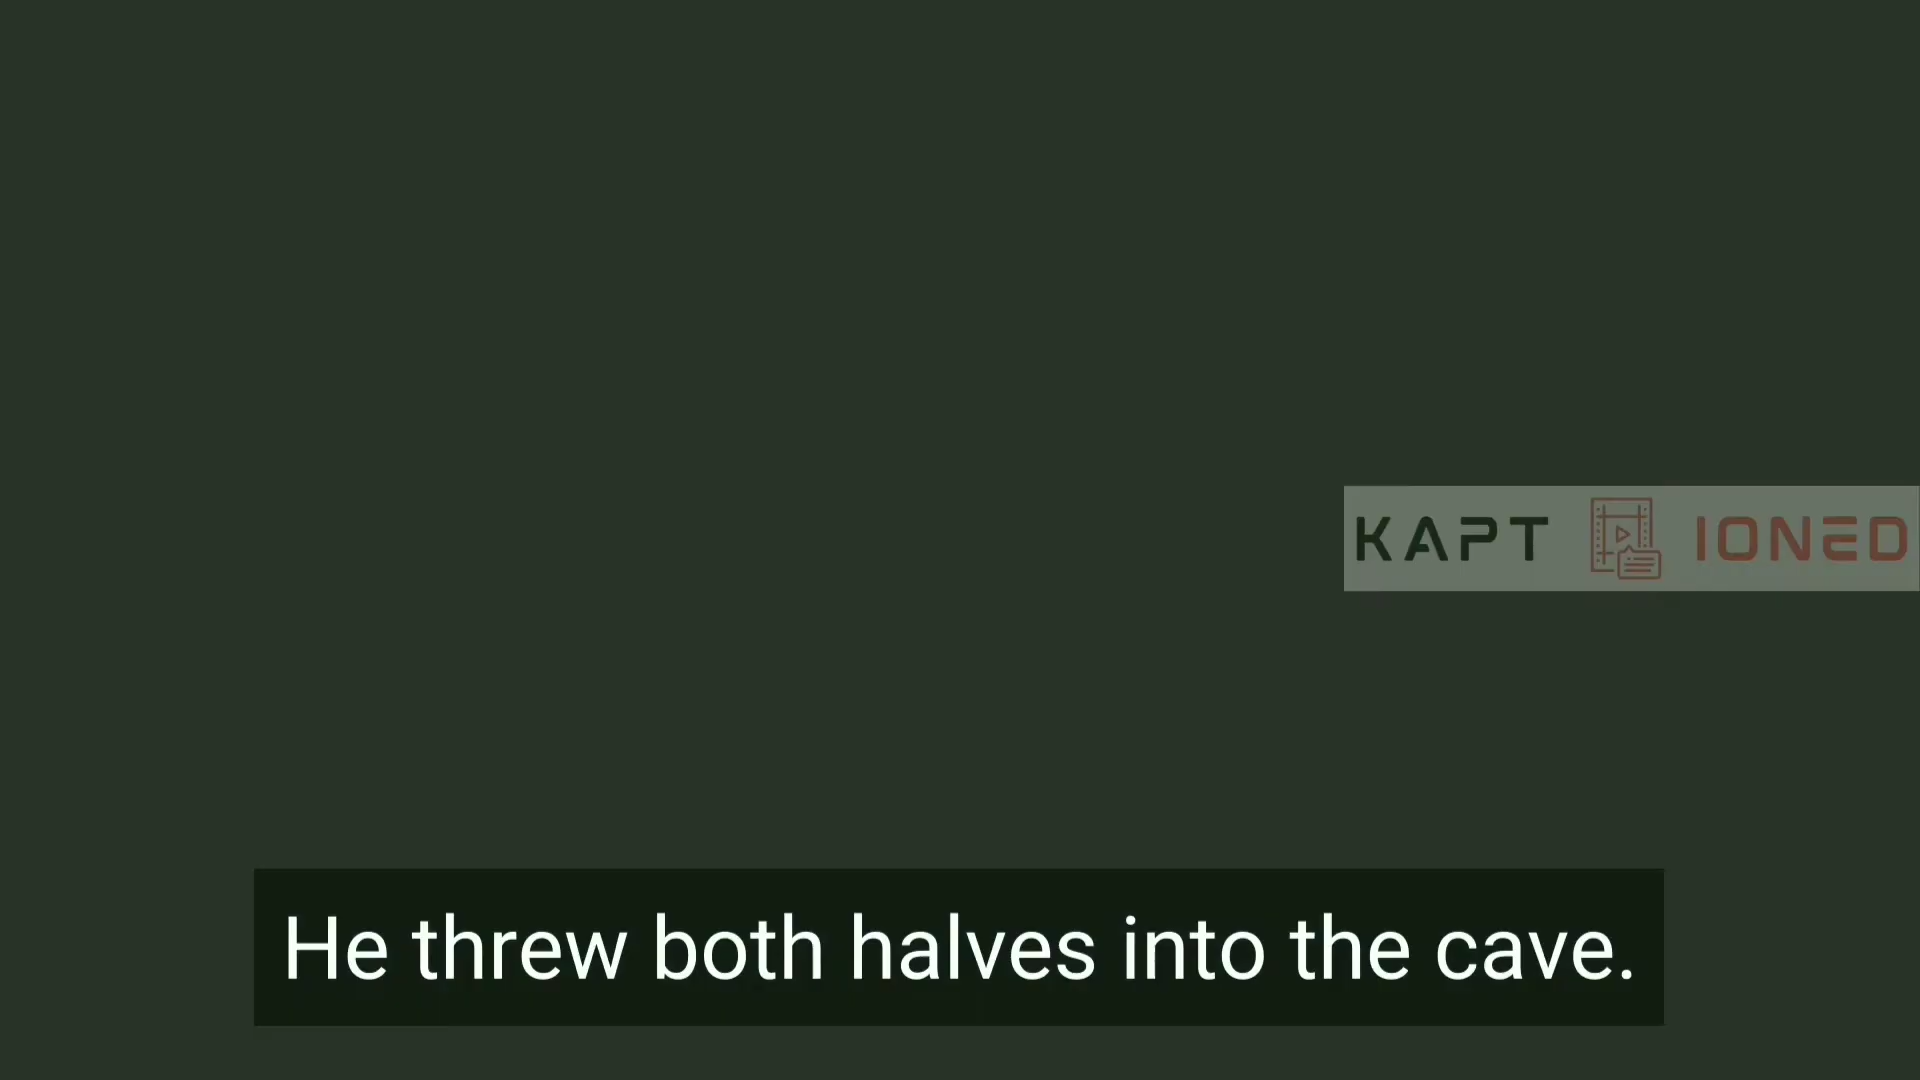 KAPT IONED
He threw both halves into the cave.